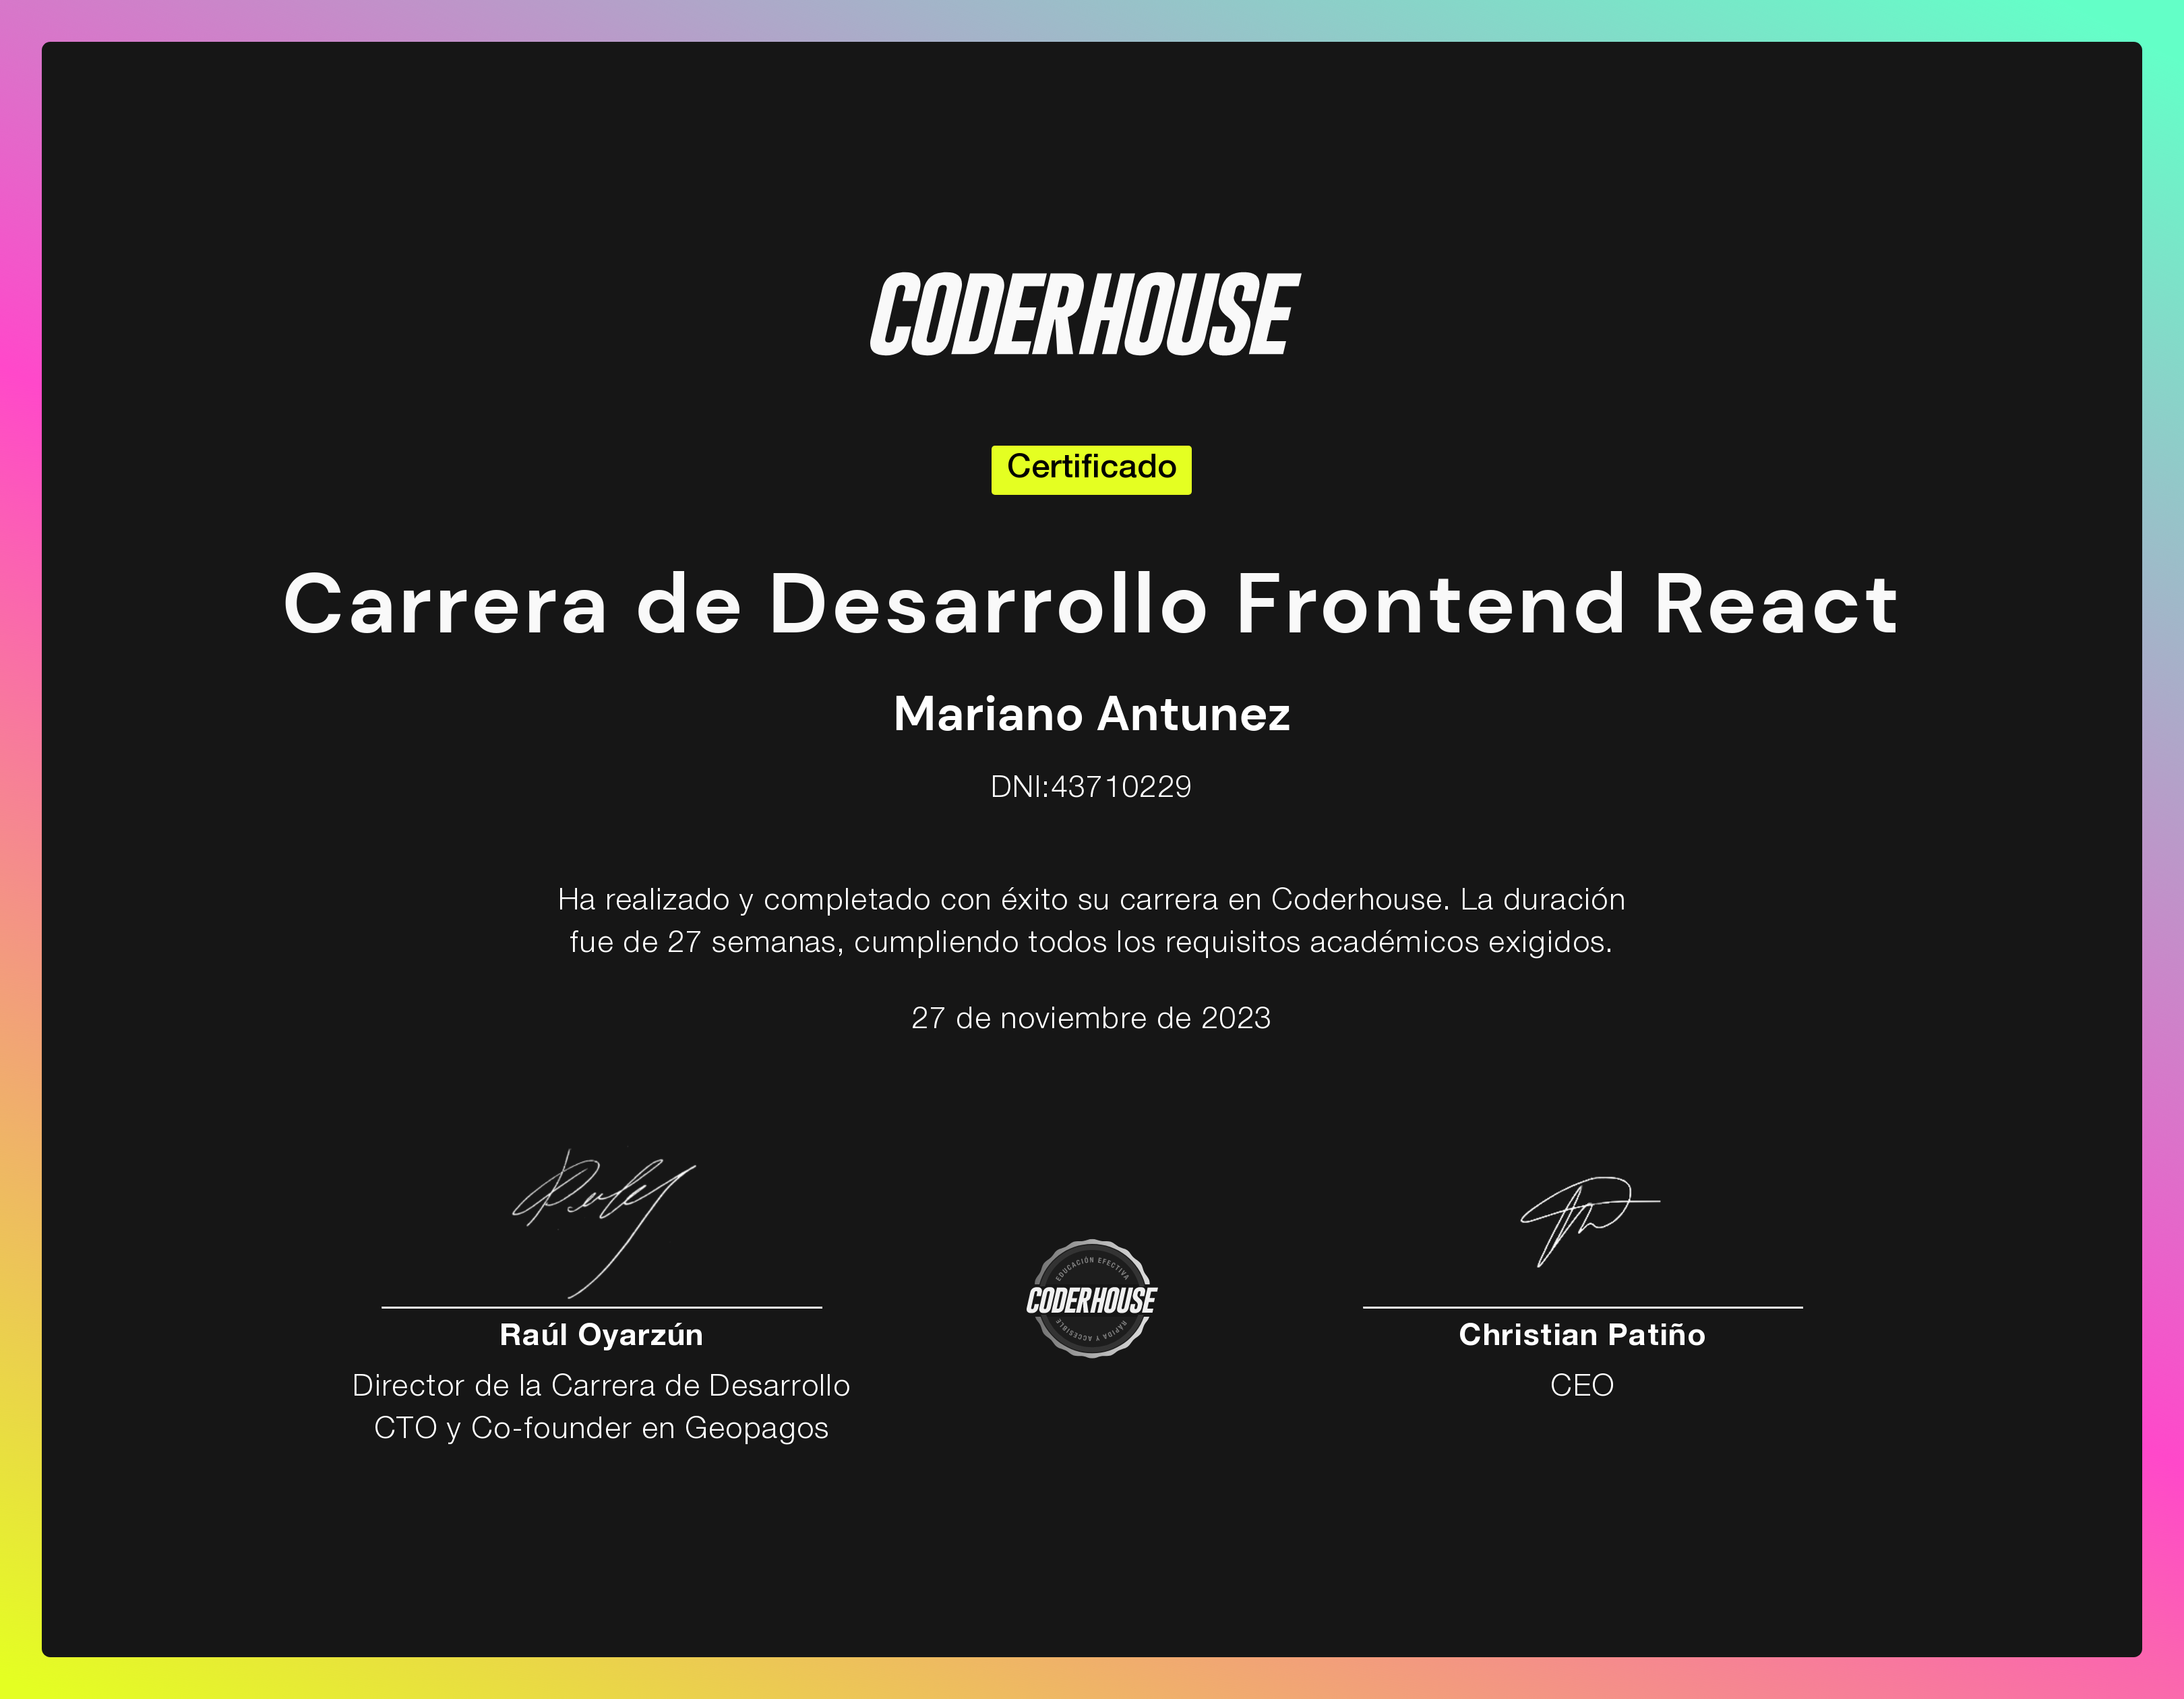 CODERHOUSE
Certificado
Carrera de Desarrollo Frontend React
Mariano Antunez
DNI:43710229
Ha realizado y completado con éxito su carrera en Coderhouse. La duración
fue de 27 semanas, cumpliendo todos los requisitos académicos exigidos.
27 de noviembre de 2023
EDUCACIÓN EFECTIVA
CODERHOUSE
RÁPIDA Y ACCESIBLE
Raúl Oyarzún
Director de la Carrera de Desarrollo
CTO y Co-founder en Geopagos
Christian Patiño
CEO